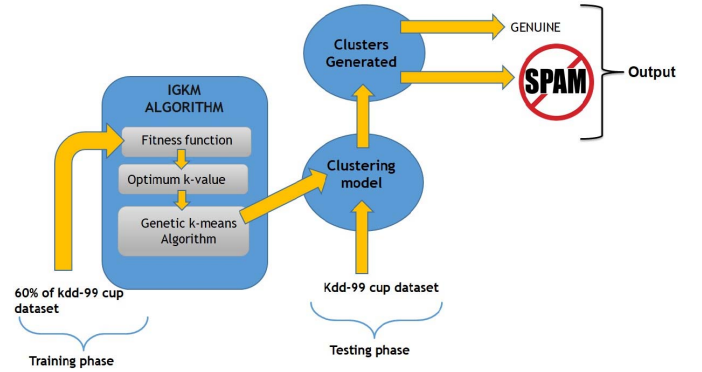 IGKM
ALGORITHM
Fitness function
Optimum k-value
Genetic k-means
Algorithm
60% of kdd-99 cup
dataset
Training phase
Clusters
Generated
Clustering
model
Kdd-99 cup dataset
Testing phase
GENUINE
SPAM
Output